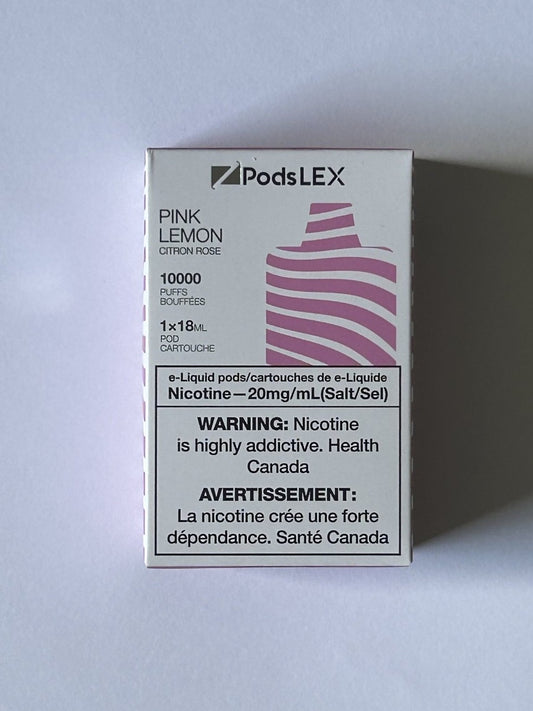 ZPodsLEX
PINK
LEMON
CITRON ROSE
10000
PUFFS
BOUFFÉES
1×18ML
POD
CARTOUCHE
e-Liquid pods/cartouches de e-Liquide
Nicotine—20mg/mL(Salt/Sel)
WARNING: Nicotine
is highly addictive. Health
Canada
AVERTISSEMENT:
La nicotine crée une forte
dépendance. Santé Canada